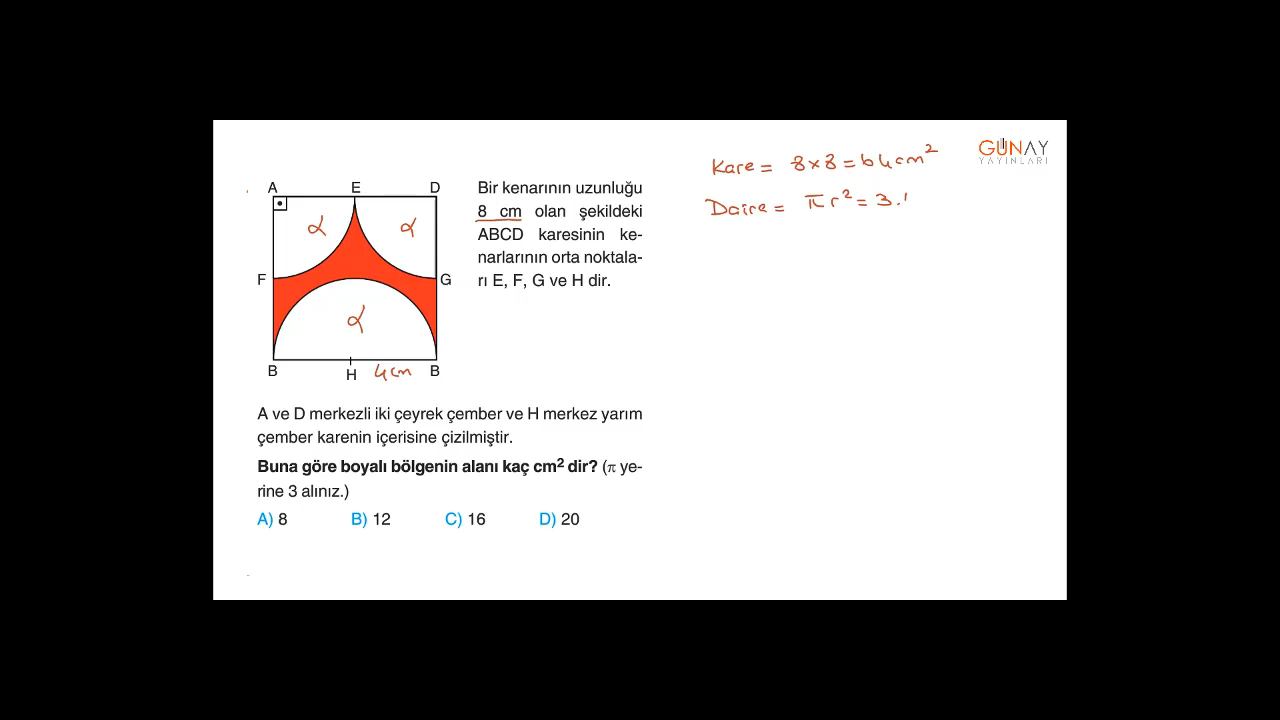 GÜNAY
YAYINLARI
Kare = 8x8 = 64cm²
Daire = πr² = 3.
A E D
α α
F G
α
B H 4cm B
Bir kenarının uzunluğu
8 cm olan şekildeki
ABCD karesinin ke-
narlarının orta noktala-
rı E, F, G ve H dir.
A ve D merkezli iki çeyrek çember ve H merkez yarım
çember karenin içerisine çizilmiştir.
Buna göre boyalı bölgenin alanı kaç cm² dir? (π ye-
rine 3 alınız.)
A) 8 B) 12 C) 16 D) 20